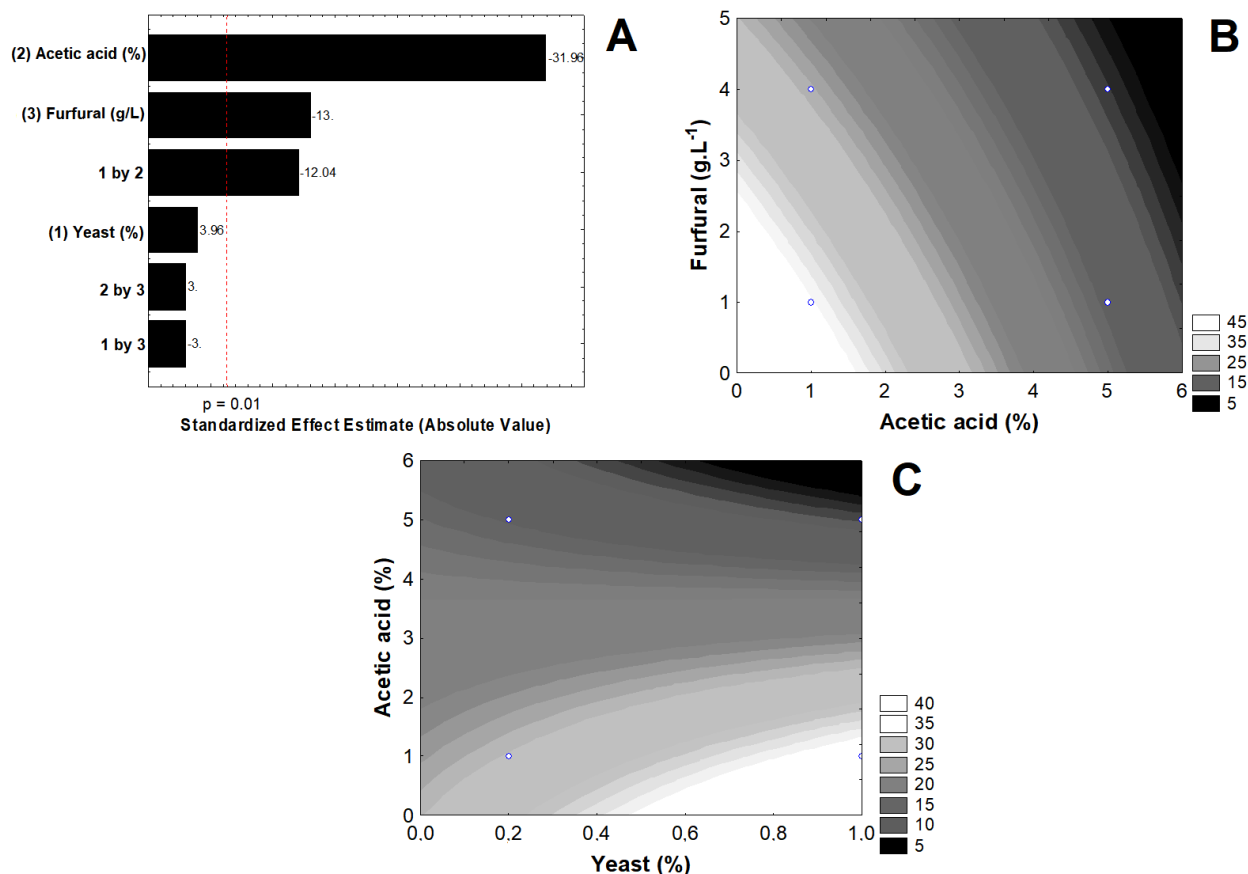 A
(2) Acetic acid (%)
-31.96
(3) Furfural (g/L)
-13.
1 by 2
-12.04
(1) Yeast (%)
3.96
2 by 3
3.
1 by 3
-3.
p = 0.01
Standardized Effect Estimate (Absolute Value)
B
Furfural (g.L⁻¹)
5
4
3
2
1
0
0 1 2 3 4 5 6
Acetic acid (%)
45
35
25
15
5
C
Acetic acid (%)
6
5
4
3
2
1
0
0.0 0.2 0.4 0.6 0.8 1.0
Yeast (%)
40
35
30
25
20
15
10
5